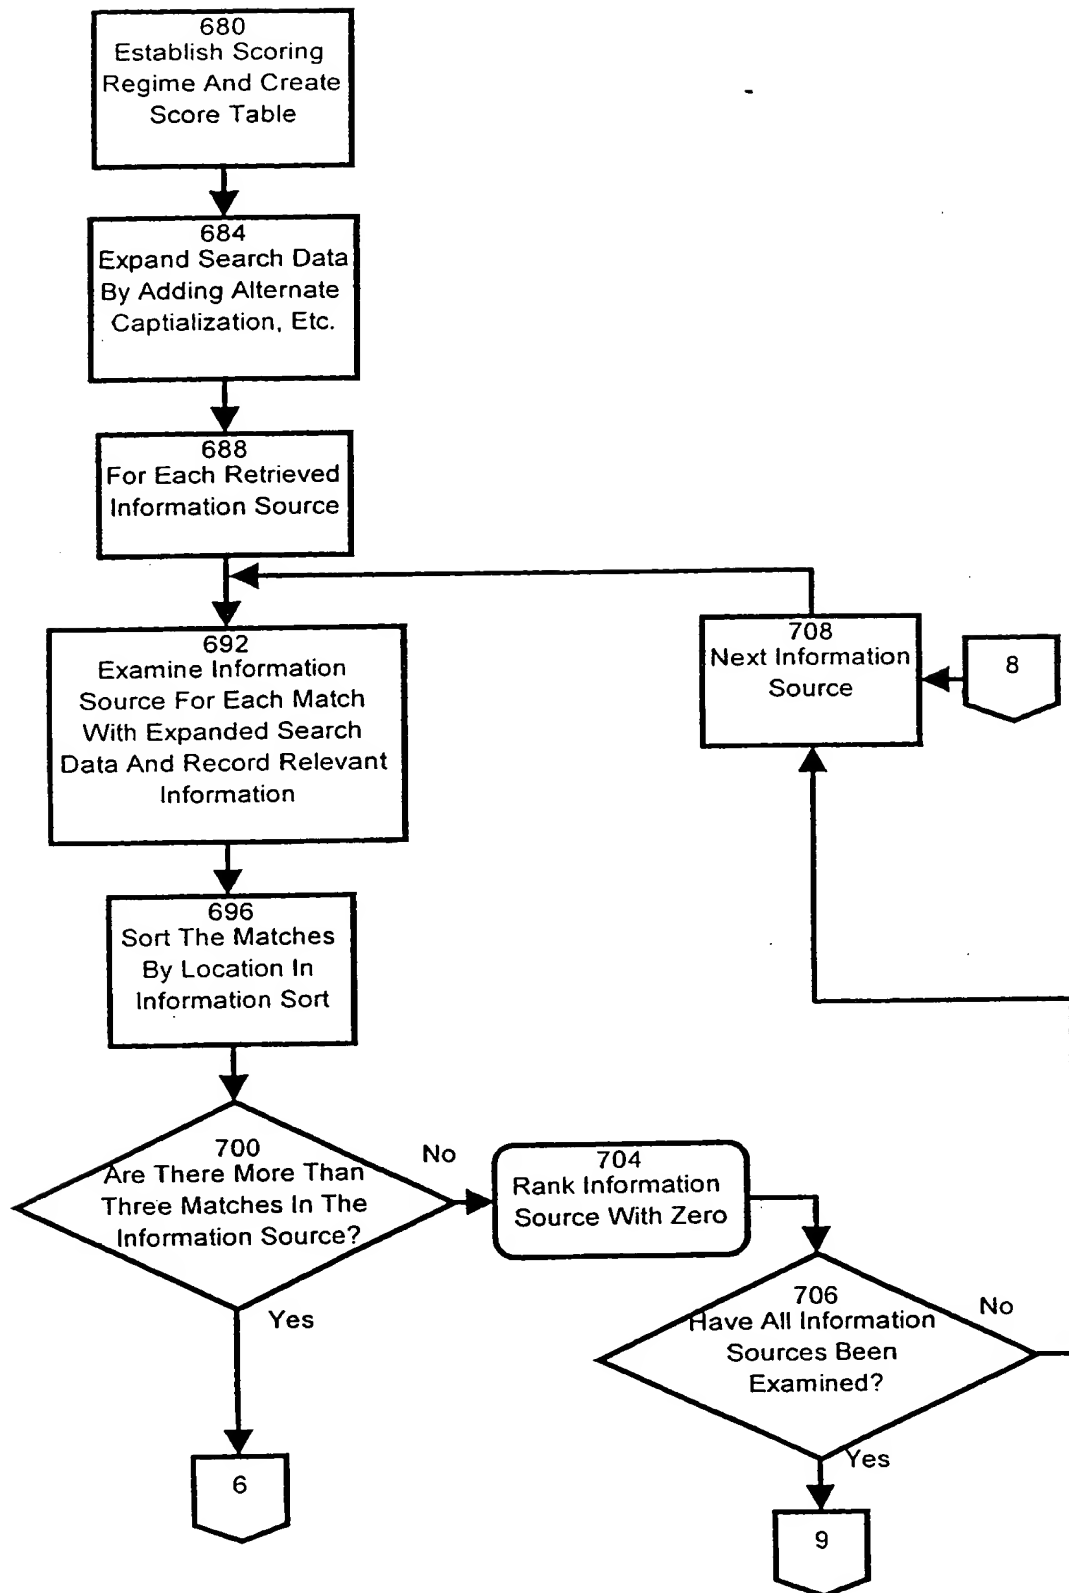 680
Establish Scoring
Regime And Create
Score Table
684
Expand Search Data
By Adding Alternate
Captialization, Etc.
688
For Each Retrieved
Information Source
692
Examine Information
Source For Each Match
With Expanded Search
Data And Record Relevant
Information
708
Next Information
Source
8
696
Sort The Matches
By Location In
Information Sort
700
Are There More Than
Three Matches In The
Information Source?
No
Yes
704
Rank Information
Source With Zero
706
Have All Information
Sources Been
Examined?
No
Yes
6
9